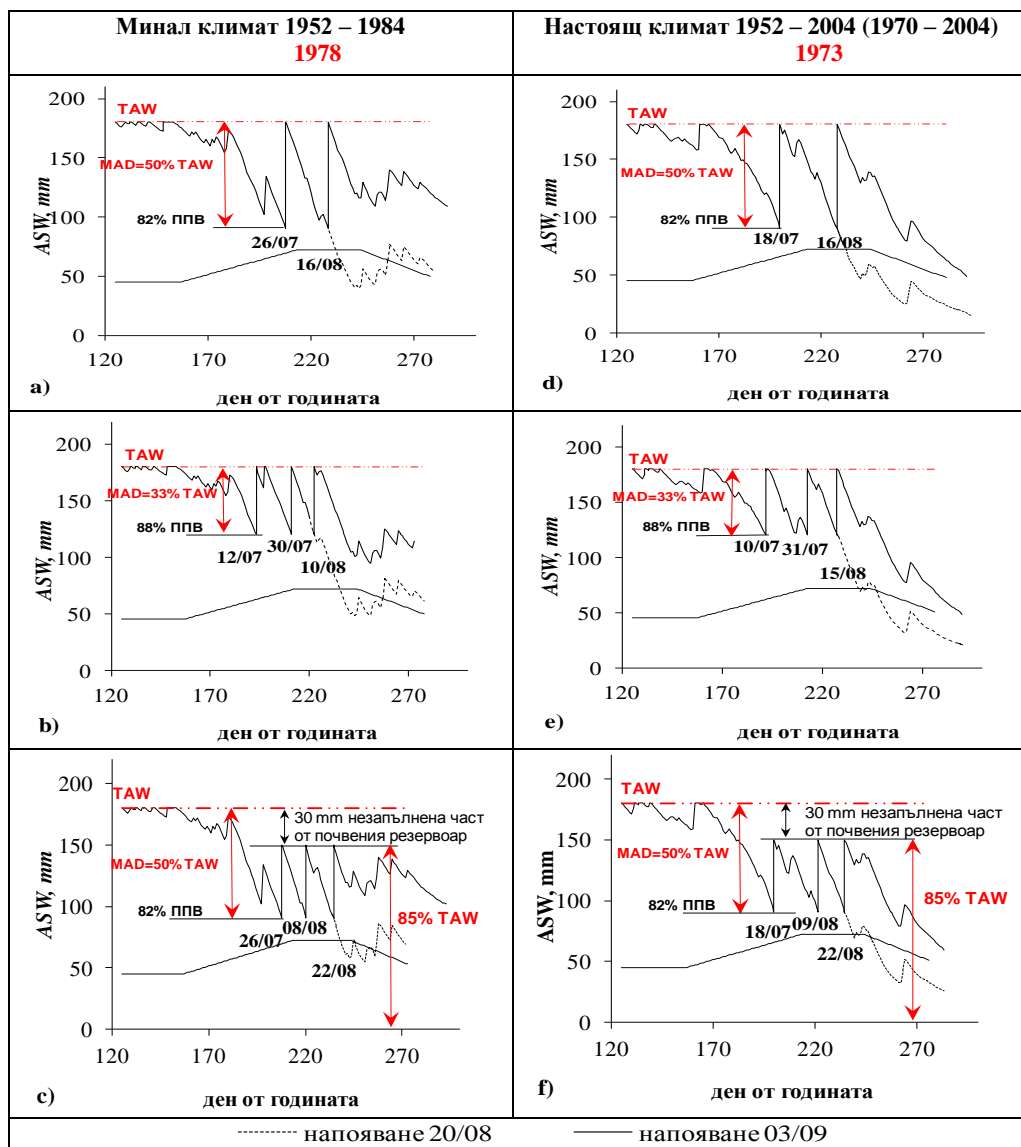 Минал климат 1952 – 1984
1978
Настоящ климат 1952 – 2004 (1970 – 2004)
1973
ASW, mm
200
150
100
50
0
120
170
220
270
TAW
MAD=50% TAW
82% ППВ
26/07
16/08
a)
ден от годината
ASW, mm
200
150
100
50
0
120
170
220
270
TAW
MAD=50% TAW
82% ППВ
18/07
16/08
d)
ден от годината
ASW, mm
200
150
100
50
0
120
170
220
270
TAW
MAD=33% TAW
88% ППВ
12/07
30/07
10/08
b)
ден от годината
ASW, mm
200
150
100
50
0
120
170
220
270
TAW
MAD=33% TAW
88% ППВ
10/07
31/07
15/08
e)
ден от годината
ASW, mm
200
150
100
50
0
120
170
220
270
TAW
30 mm незапълнена част
от почвения резервоар
MAD=50% TAW
82% ППВ
85% TAW
26/07
08/08
22/08
c)
ден от годината
ASW, mm
200
150
100
50
0
120
170
220
270
TAW
30 mm незапълнена част
от почвения резервоар
MAD=50% TAW
82% ППВ
85% TAW
18/07
09/08
22/08
f)
ден от годината
напояване 20/08
напояване 03/09